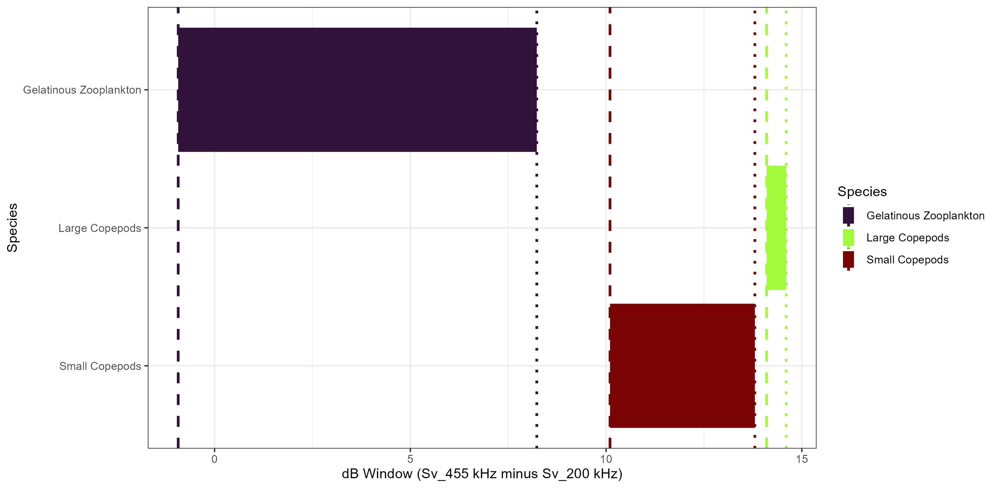 Species
Gelatinous Zooplankton
Large Copepods
Small Copepods
0 5 10 15
dB Window (Sv_455 kHz minus Sv_200 kHz)
Species
Gelatinous Zooplankton
Large Copepods
Small Copepods